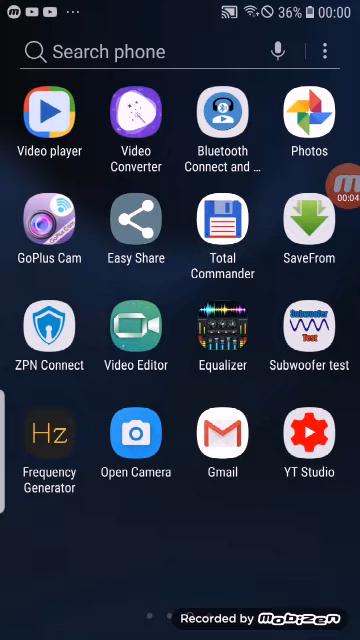 36% 00:00
Search phone
Video player
Video Converter
Bluetooth Connect and ...
Photos
00:04
GoPlus Cam
GoPlus Cam
Easy Share
Total Commander
SaveFrom
Subwoofer
Test
ZPN Connect
Video Editor
Equalizer
Subwoofer test
Hz
Frequency Generator
Open Camera
Gmail
YT Studio
Recorded by MOBIZEN